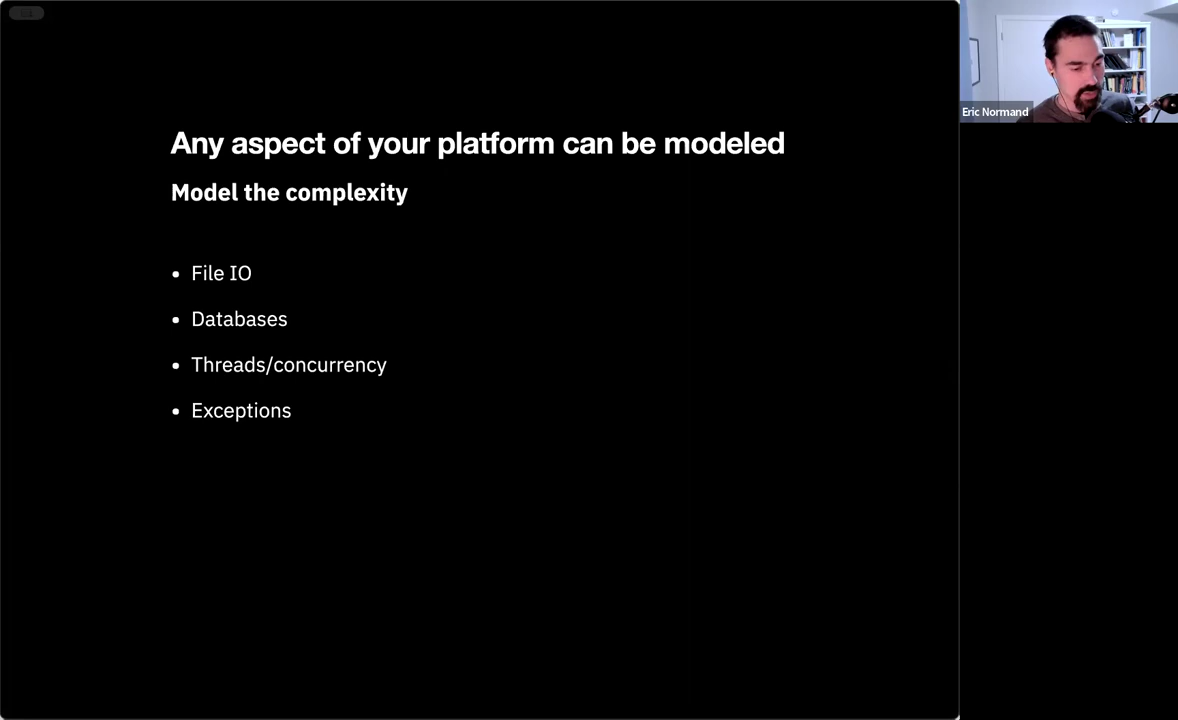 Any aspect of your platform can be modeled
Model the complexity
• File IO
• Databases
• Threads/concurrency
• Exceptions
Eric Normand